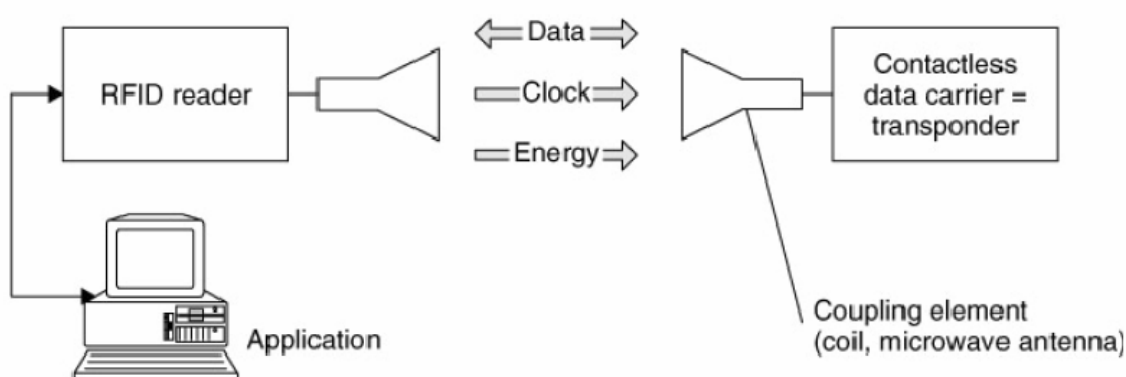 RFID reader
Data
Clock
Energy
Contactless
data carrier =
transponder
Application
Coupling element
(coil, microwave antenna)